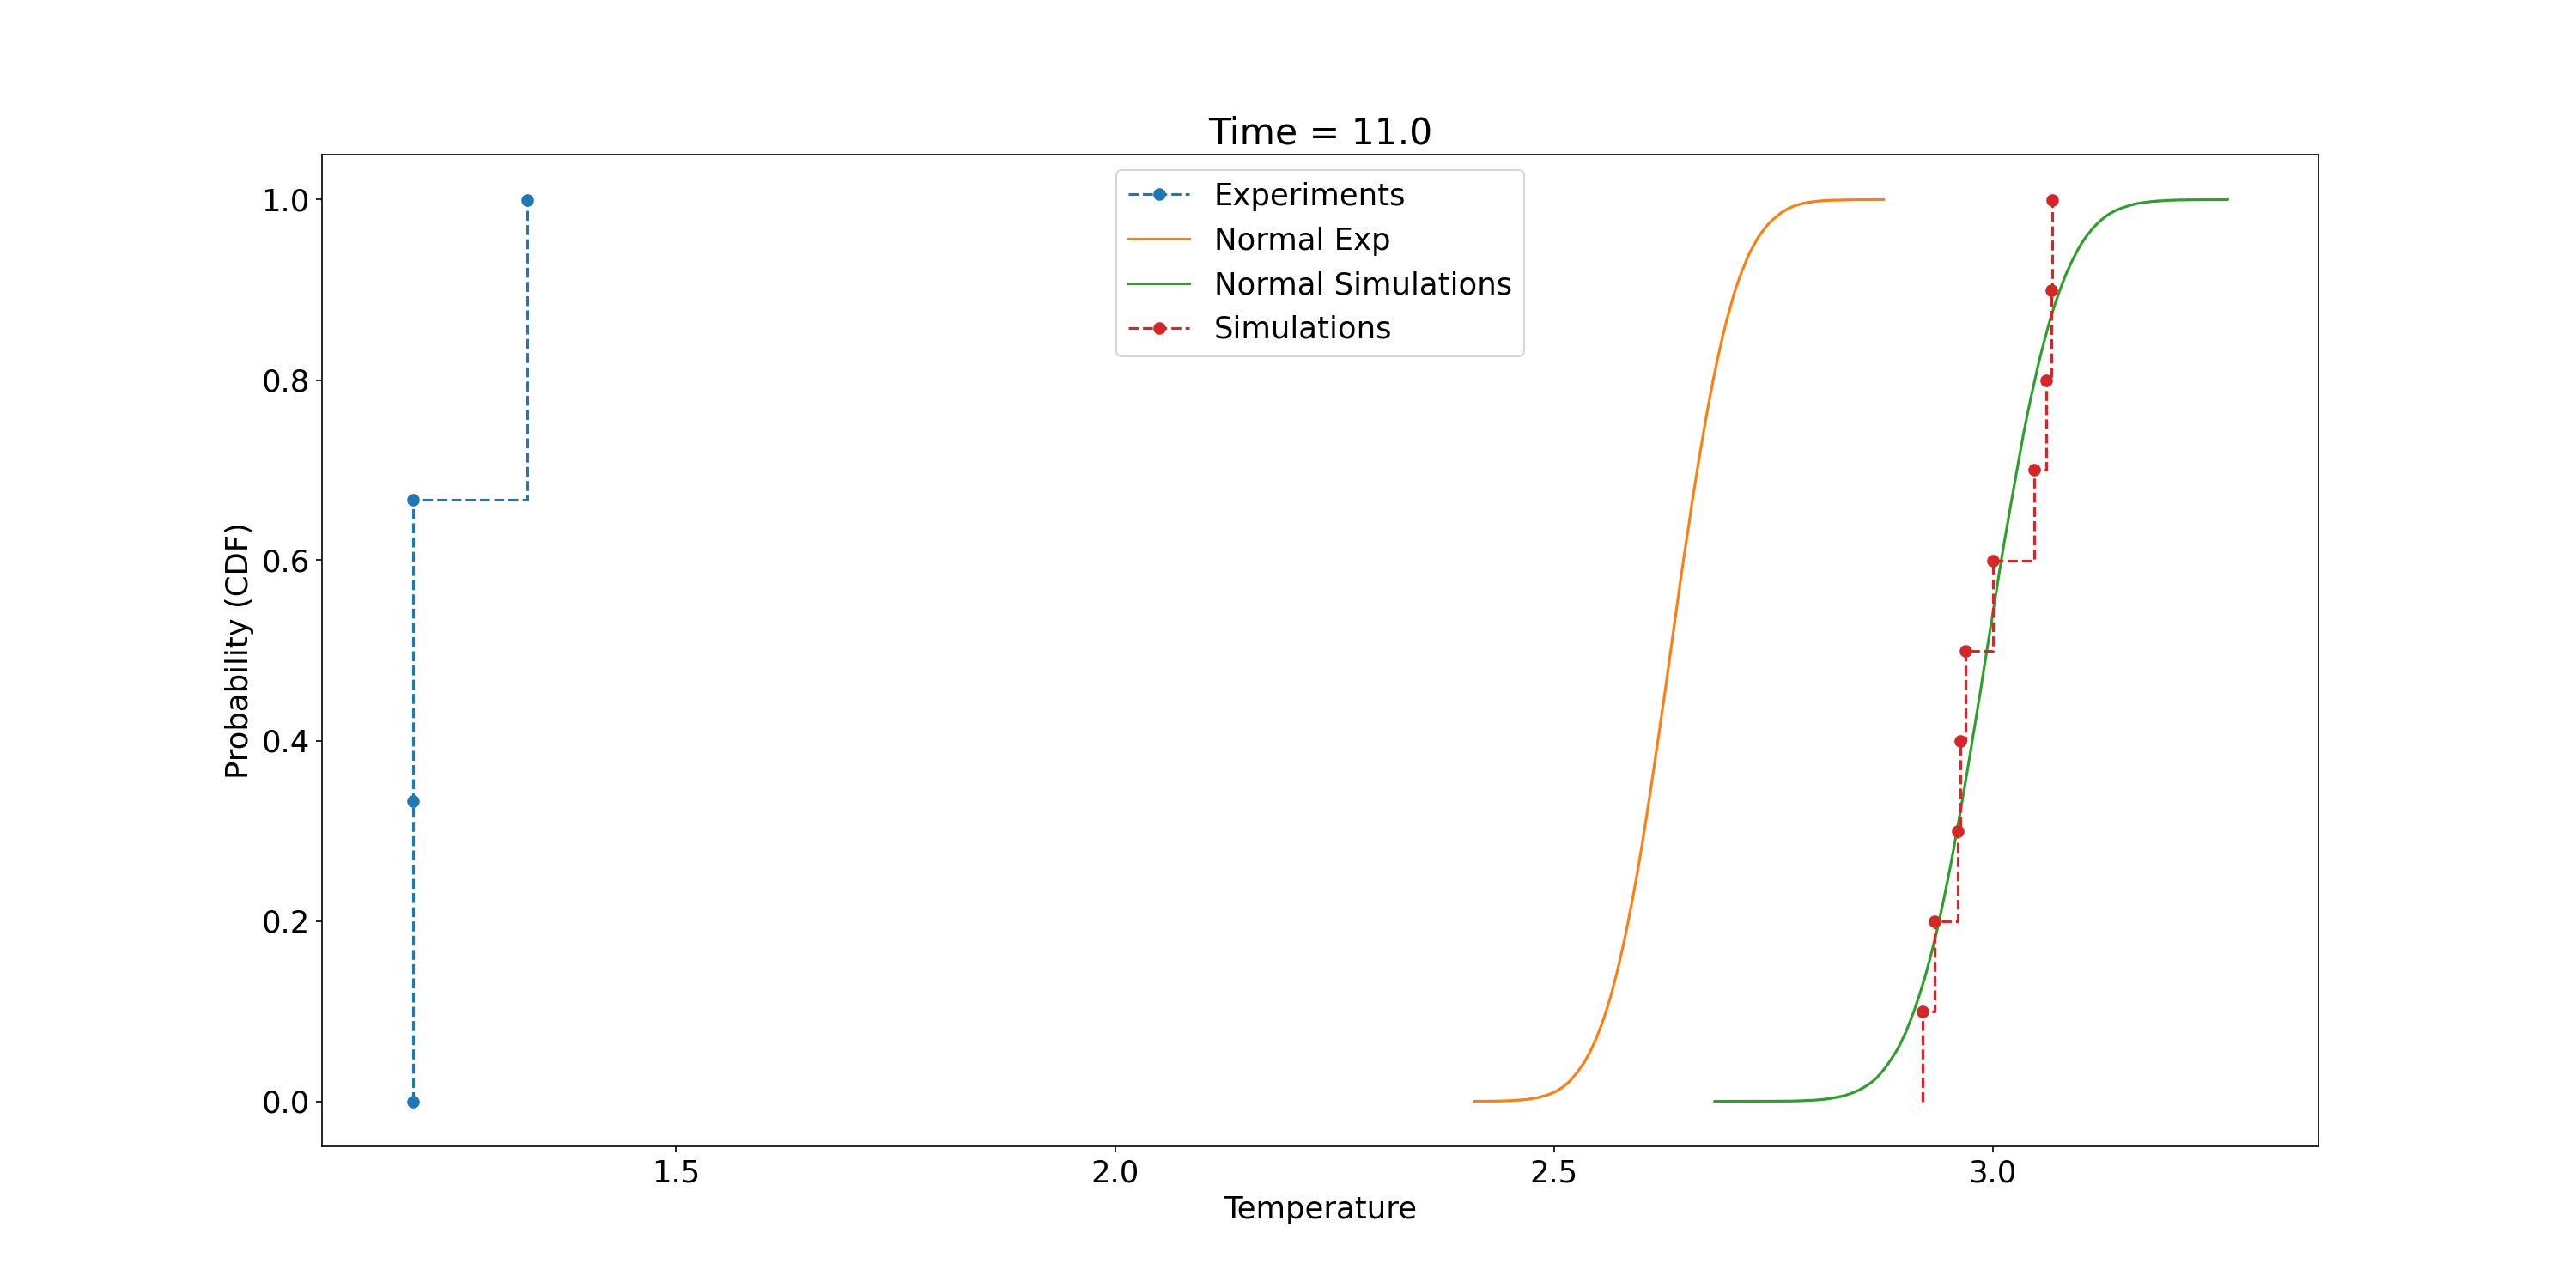 Time = 11.0
Experiments
Normal Exp
Normal Simulations
Simulations
1.0
0.8
0.6
0.4
0.2
0.0
Probability (CDF)
1.5 2.0 2.5 3.0
Temperature